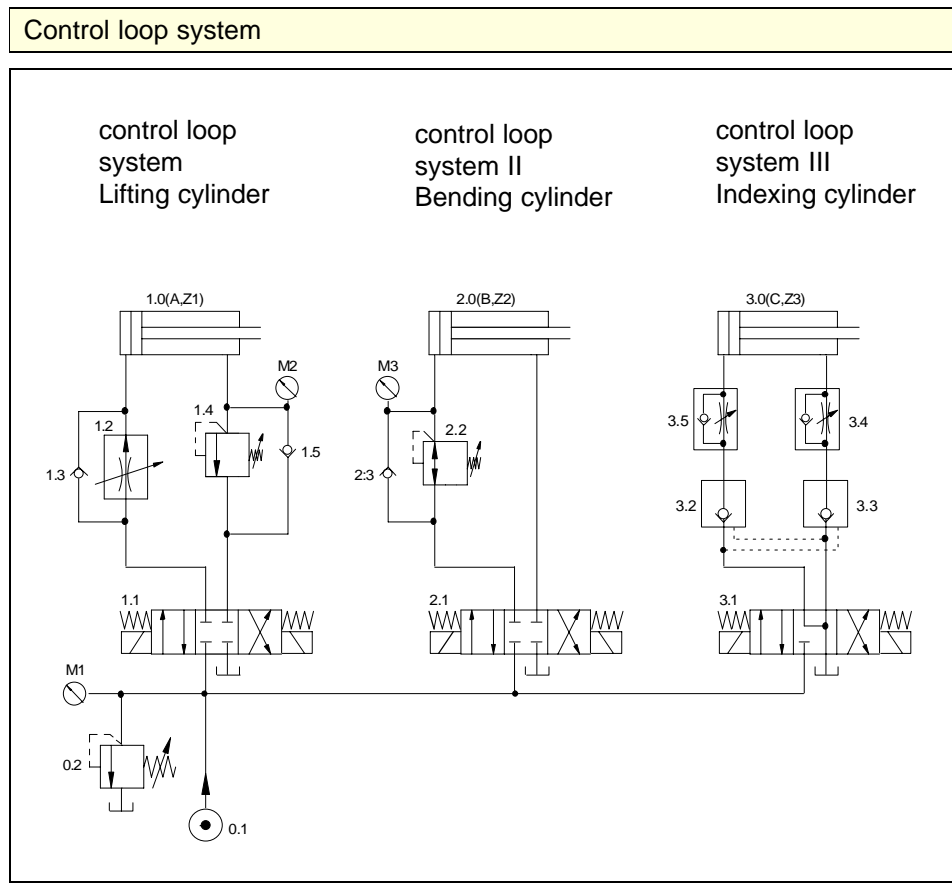 Control loop system
control loop
system
Lifting cylinder
control loop
system II
Bending cylinder
control loop
system III
Indexing cylinder
1.0(A,Z1)
2.0(B,Z2)
3.0(C,Z3)
M2
M3
1.2
1.4
1.3
1.5
2.2
2:3
3.5
3.4
3.2
3.3
1.1
2.1
3.1
M1
0.2
0.1